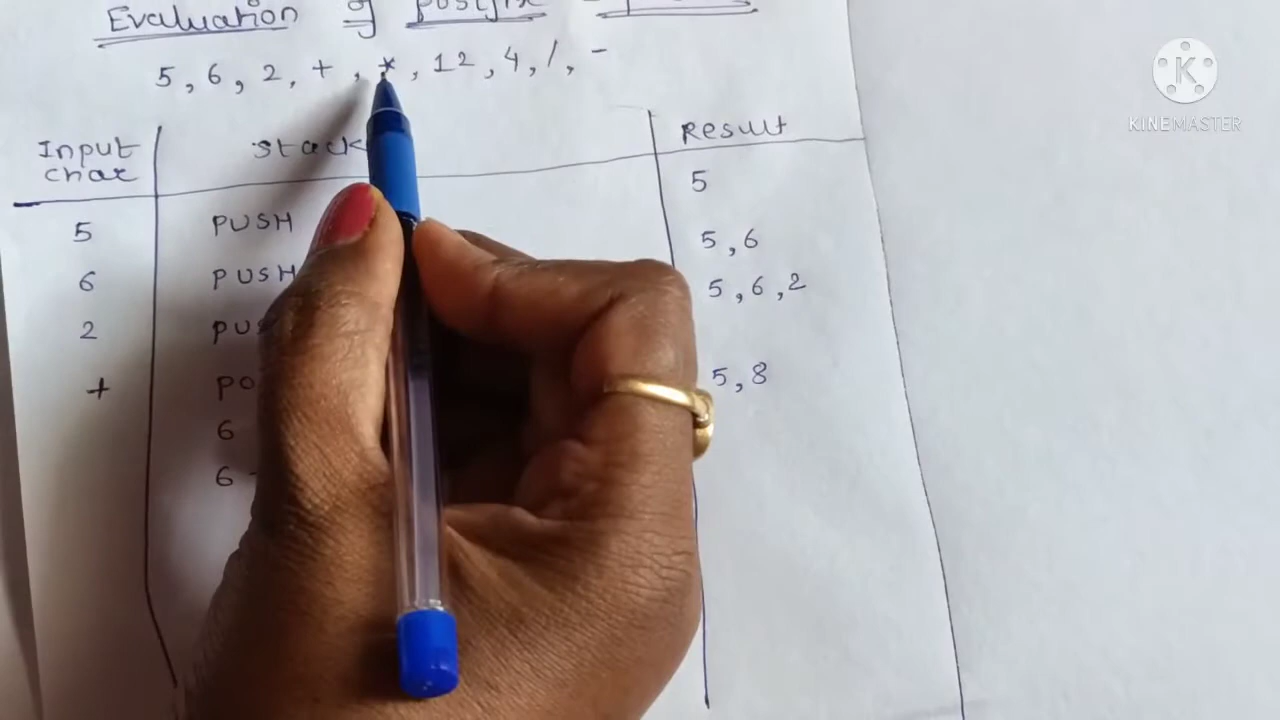 Evaluation of postfix
5, 6, 2, +, *, 12, 4, /, -
Input char
stack
Result
5
5 PUSH
5, 6
6 PUSH
5, 6, 2
2
+
5, 8
6
6
KINEMASTER